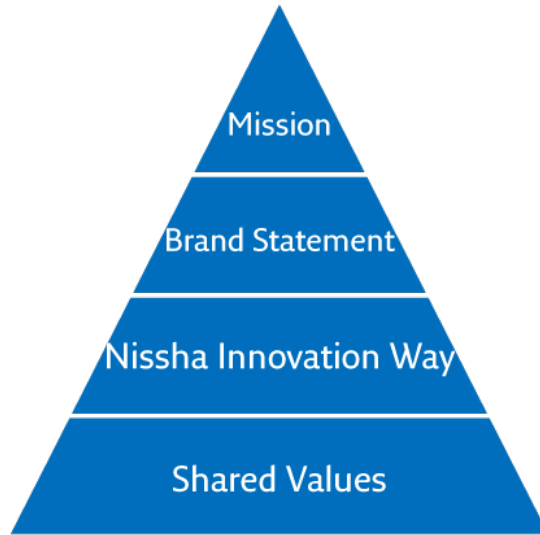 Mission
Brand Statement
Nissha Innovation Way
Shared Values